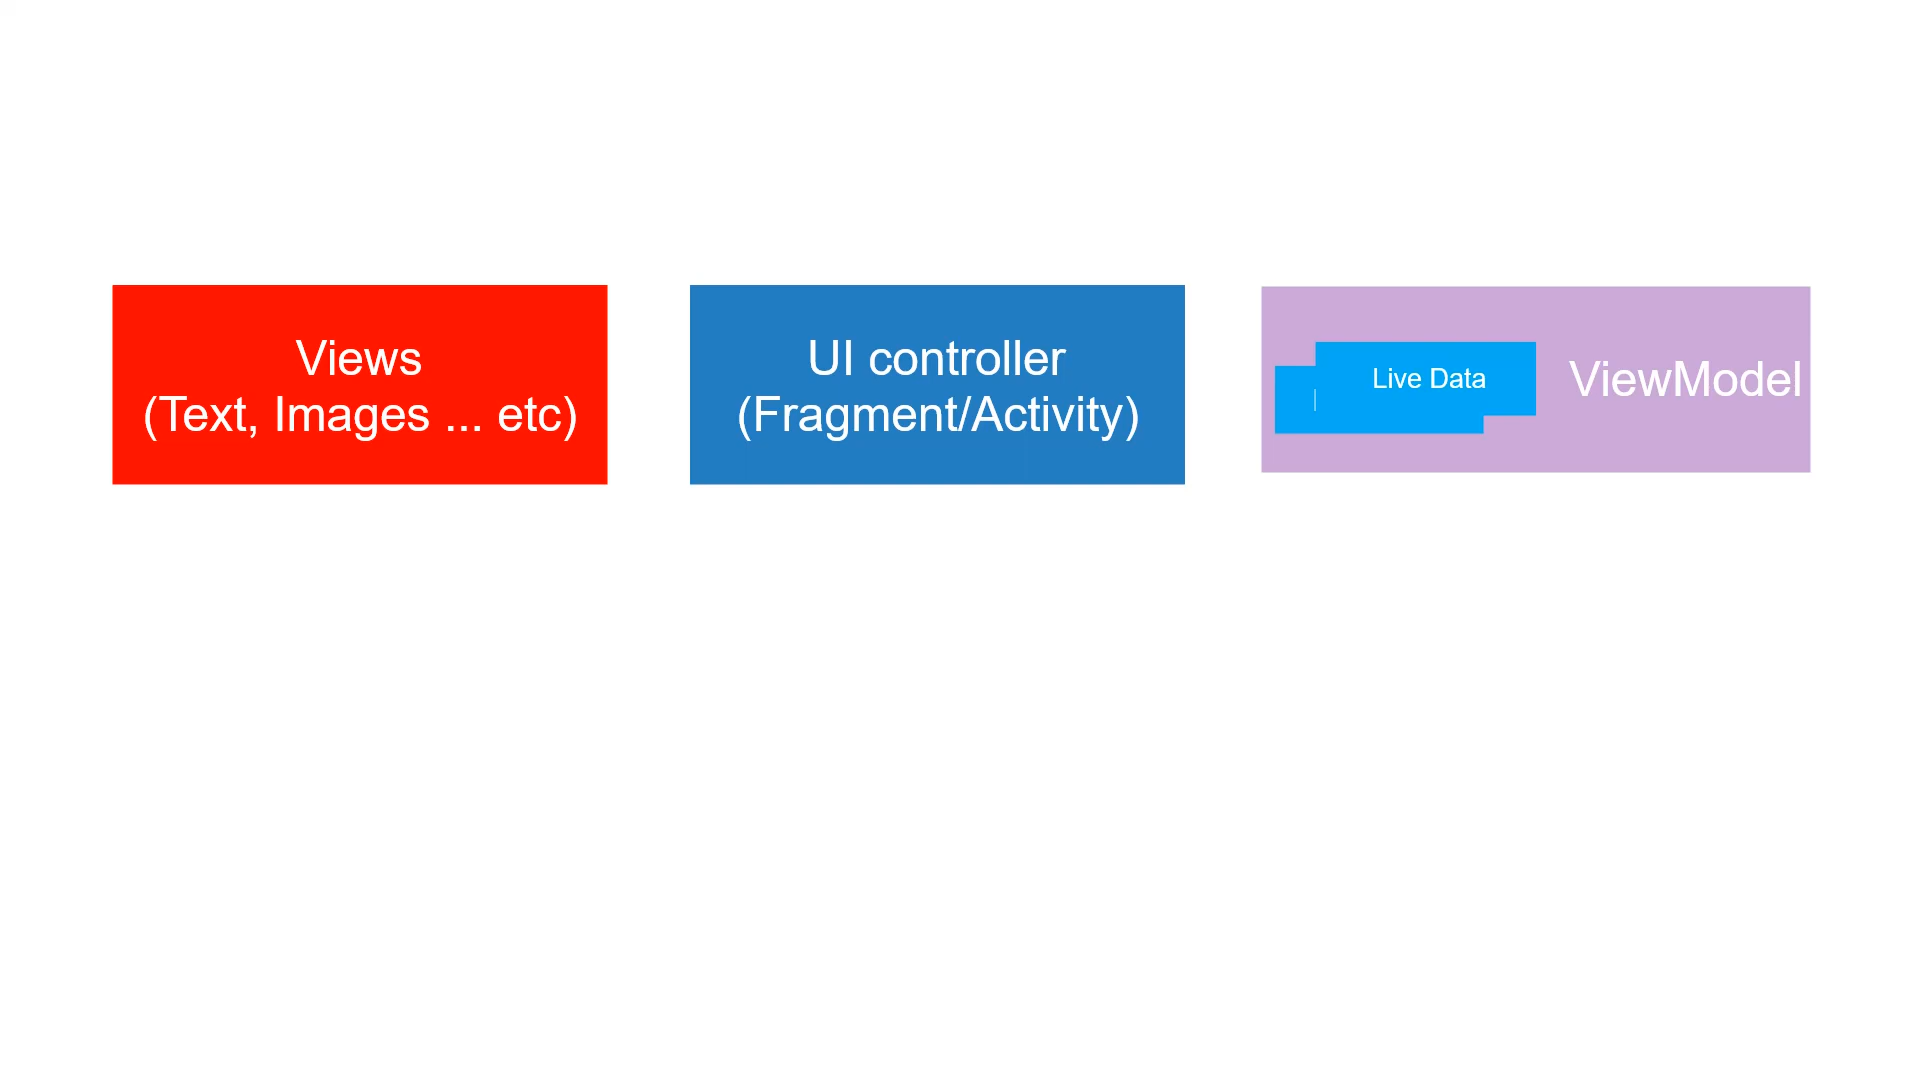 Views
(Text, Images ... etc)
UI controller
(Fragment/Activity)
Live Data
ViewModel